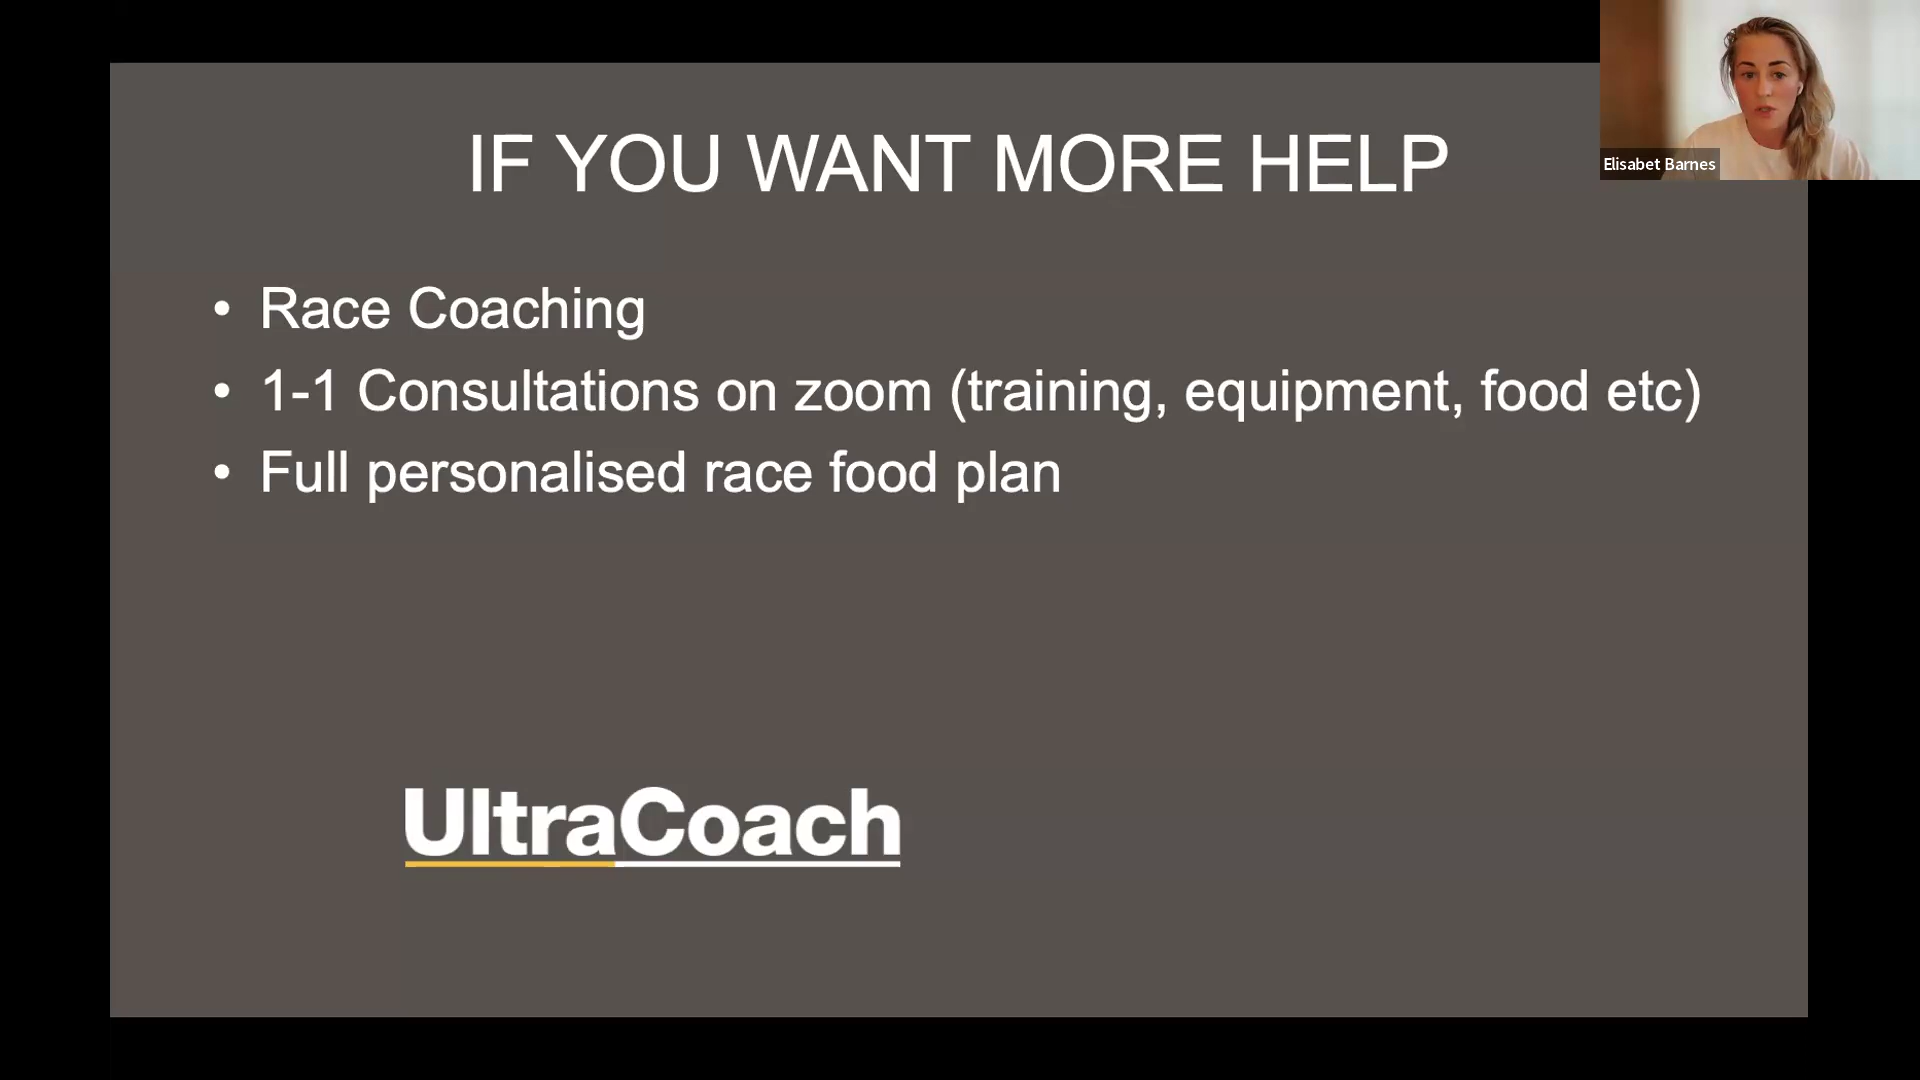 IF YOU WANT MORE HELP
Elisabet Barnes
• Race Coaching
• 1-1 Consultations on zoom (training, equipment, food etc)
• Full personalised race food plan
UltraCoach